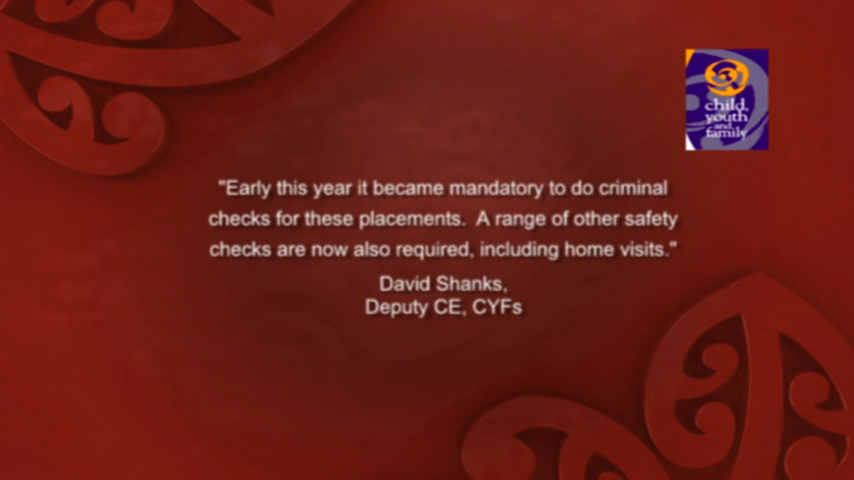 child,
youth
and
family
"Early this year it became mandatory to do criminal
checks for these placements.  A range of other safety
checks are now also required, including home visits."
David Shanks,
Deputy CE, CYFs